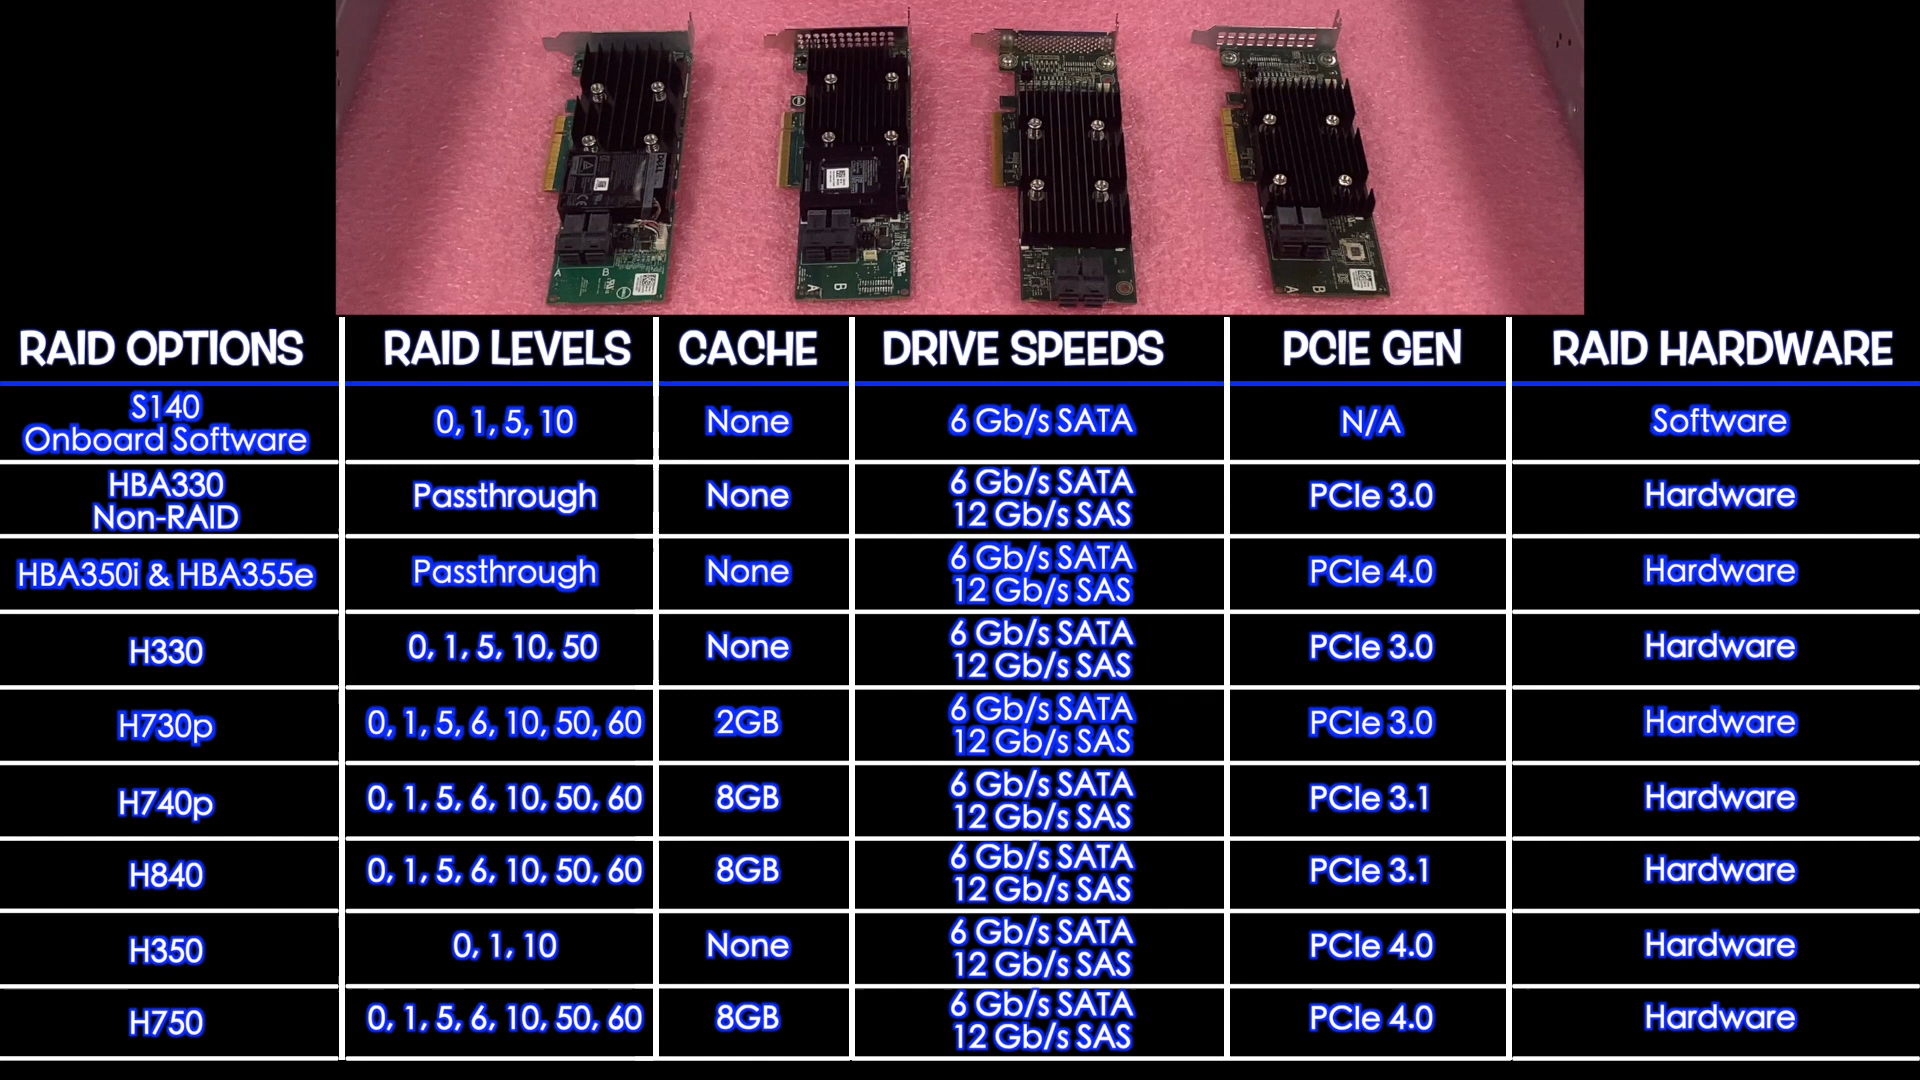 DELL
A
B
A B
A B
RAID OPTIONS RAID LEVELS CACHE DRIVE SPEEDS PCIE GEN RAID HARDWARE
S140
Onboard Software
0, 1, 5, 10
None
6 Gb/s SATA
N/A
Software
HBA330
Non-RAID
Passthrough
None
6 Gb/s SATA
12 Gb/s SAS
PCIe 3.0
Hardware
HBA350i & HBA355e
Passthrough
None
6 Gb/s SATA
12 Gb/s SAS
PCIe 4.0
Hardware
H330
0, 1, 5, 10, 50
None
6 Gb/s SATA
12 Gb/s SAS
PCIe 3.0
Hardware
H730p
0, 1, 5, 6, 10, 50, 60
2GB
6 Gb/s SATA
12 Gb/s SAS
PCIe 3.0
Hardware
H740p
0, 1, 5, 6, 10, 50, 60
8GB
6 Gb/s SATA
12 Gb/s SAS
PCIe 3.1
Hardware
H840
0, 1, 5, 6, 10, 50, 60
8GB
6 Gb/s SATA
12 Gb/s SAS
PCIe 3.1
Hardware
H350
0, 1, 10
None
6 Gb/s SATA
12 Gb/s SAS
PCIe 4.0
Hardware
H750
0, 1, 5, 6, 10, 50, 60
8GB
6 Gb/s SATA
12 Gb/s SAS
PCIe 4.0
Hardware